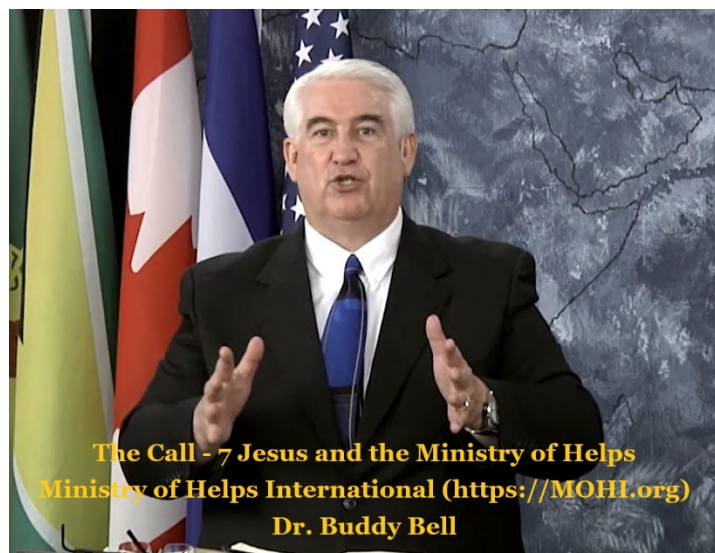 The Call - 7 Jesus and the Ministry of Helps
Ministry of Helps International (https://MOHI.org)
Dr. Buddy Bell